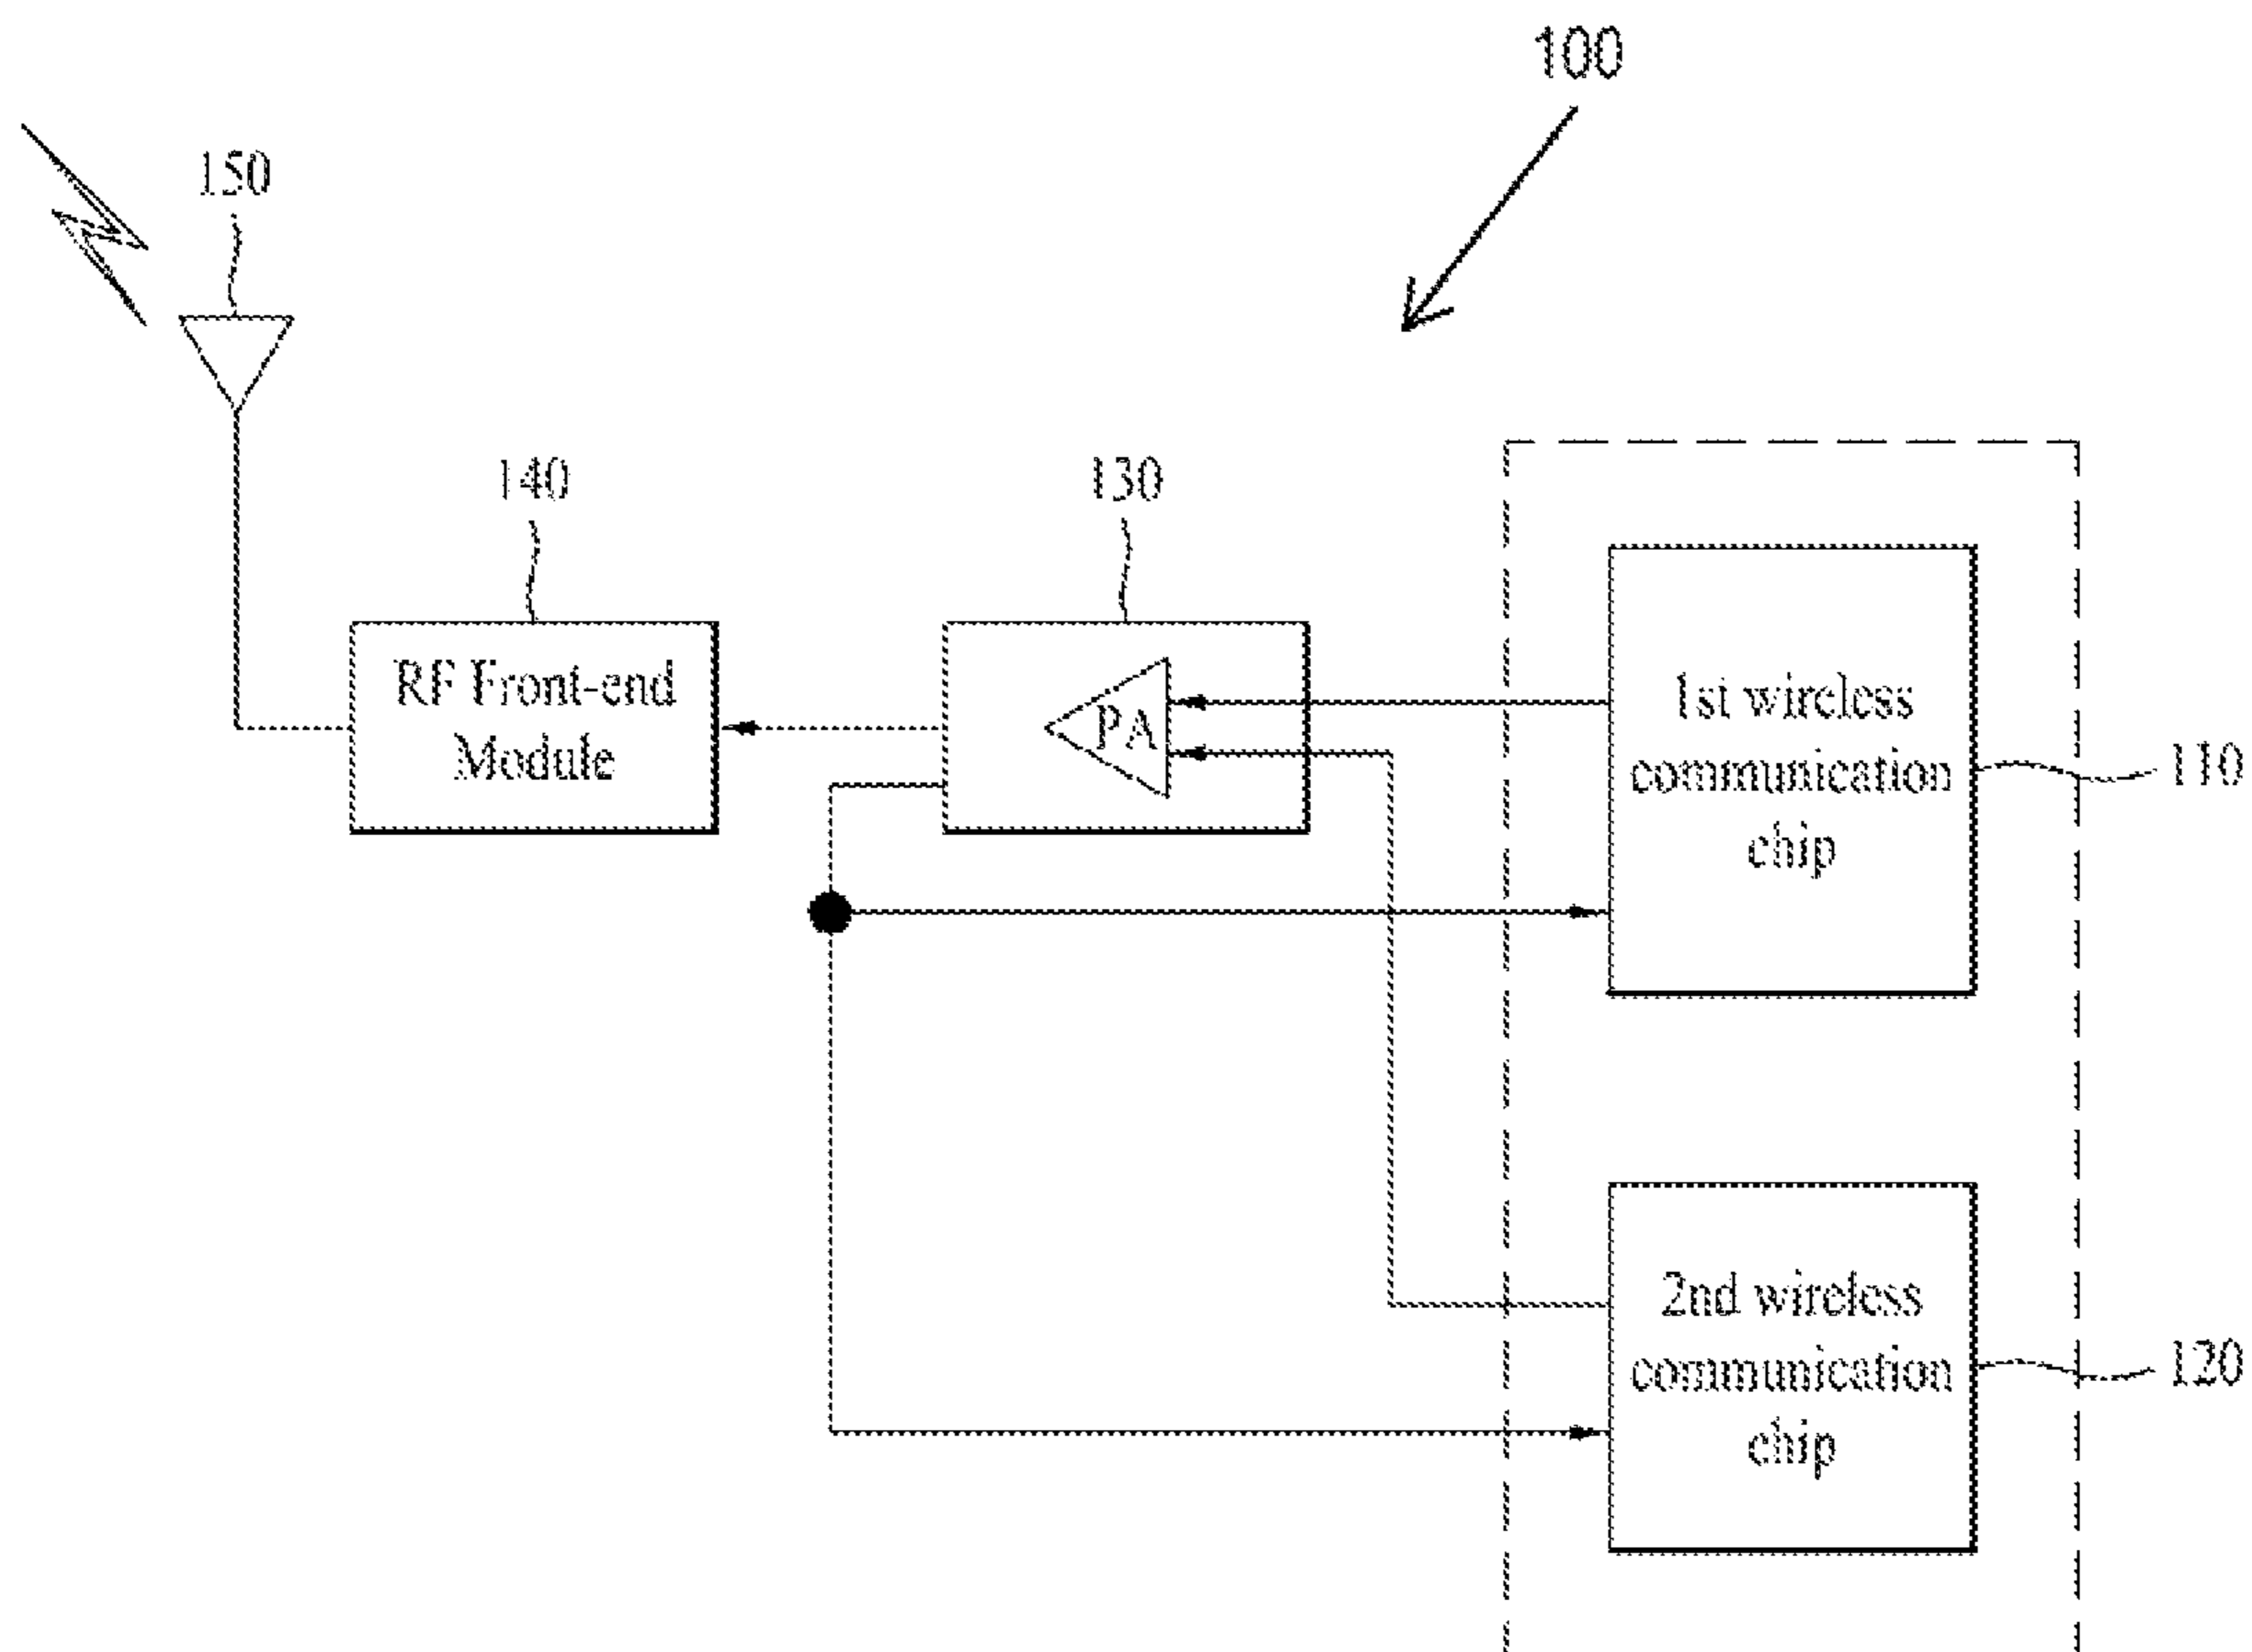 100
150
140
130
RF Front-end
Module
PA
1st wireless
communication
chip
110
2nd wireless
communication
chip
120